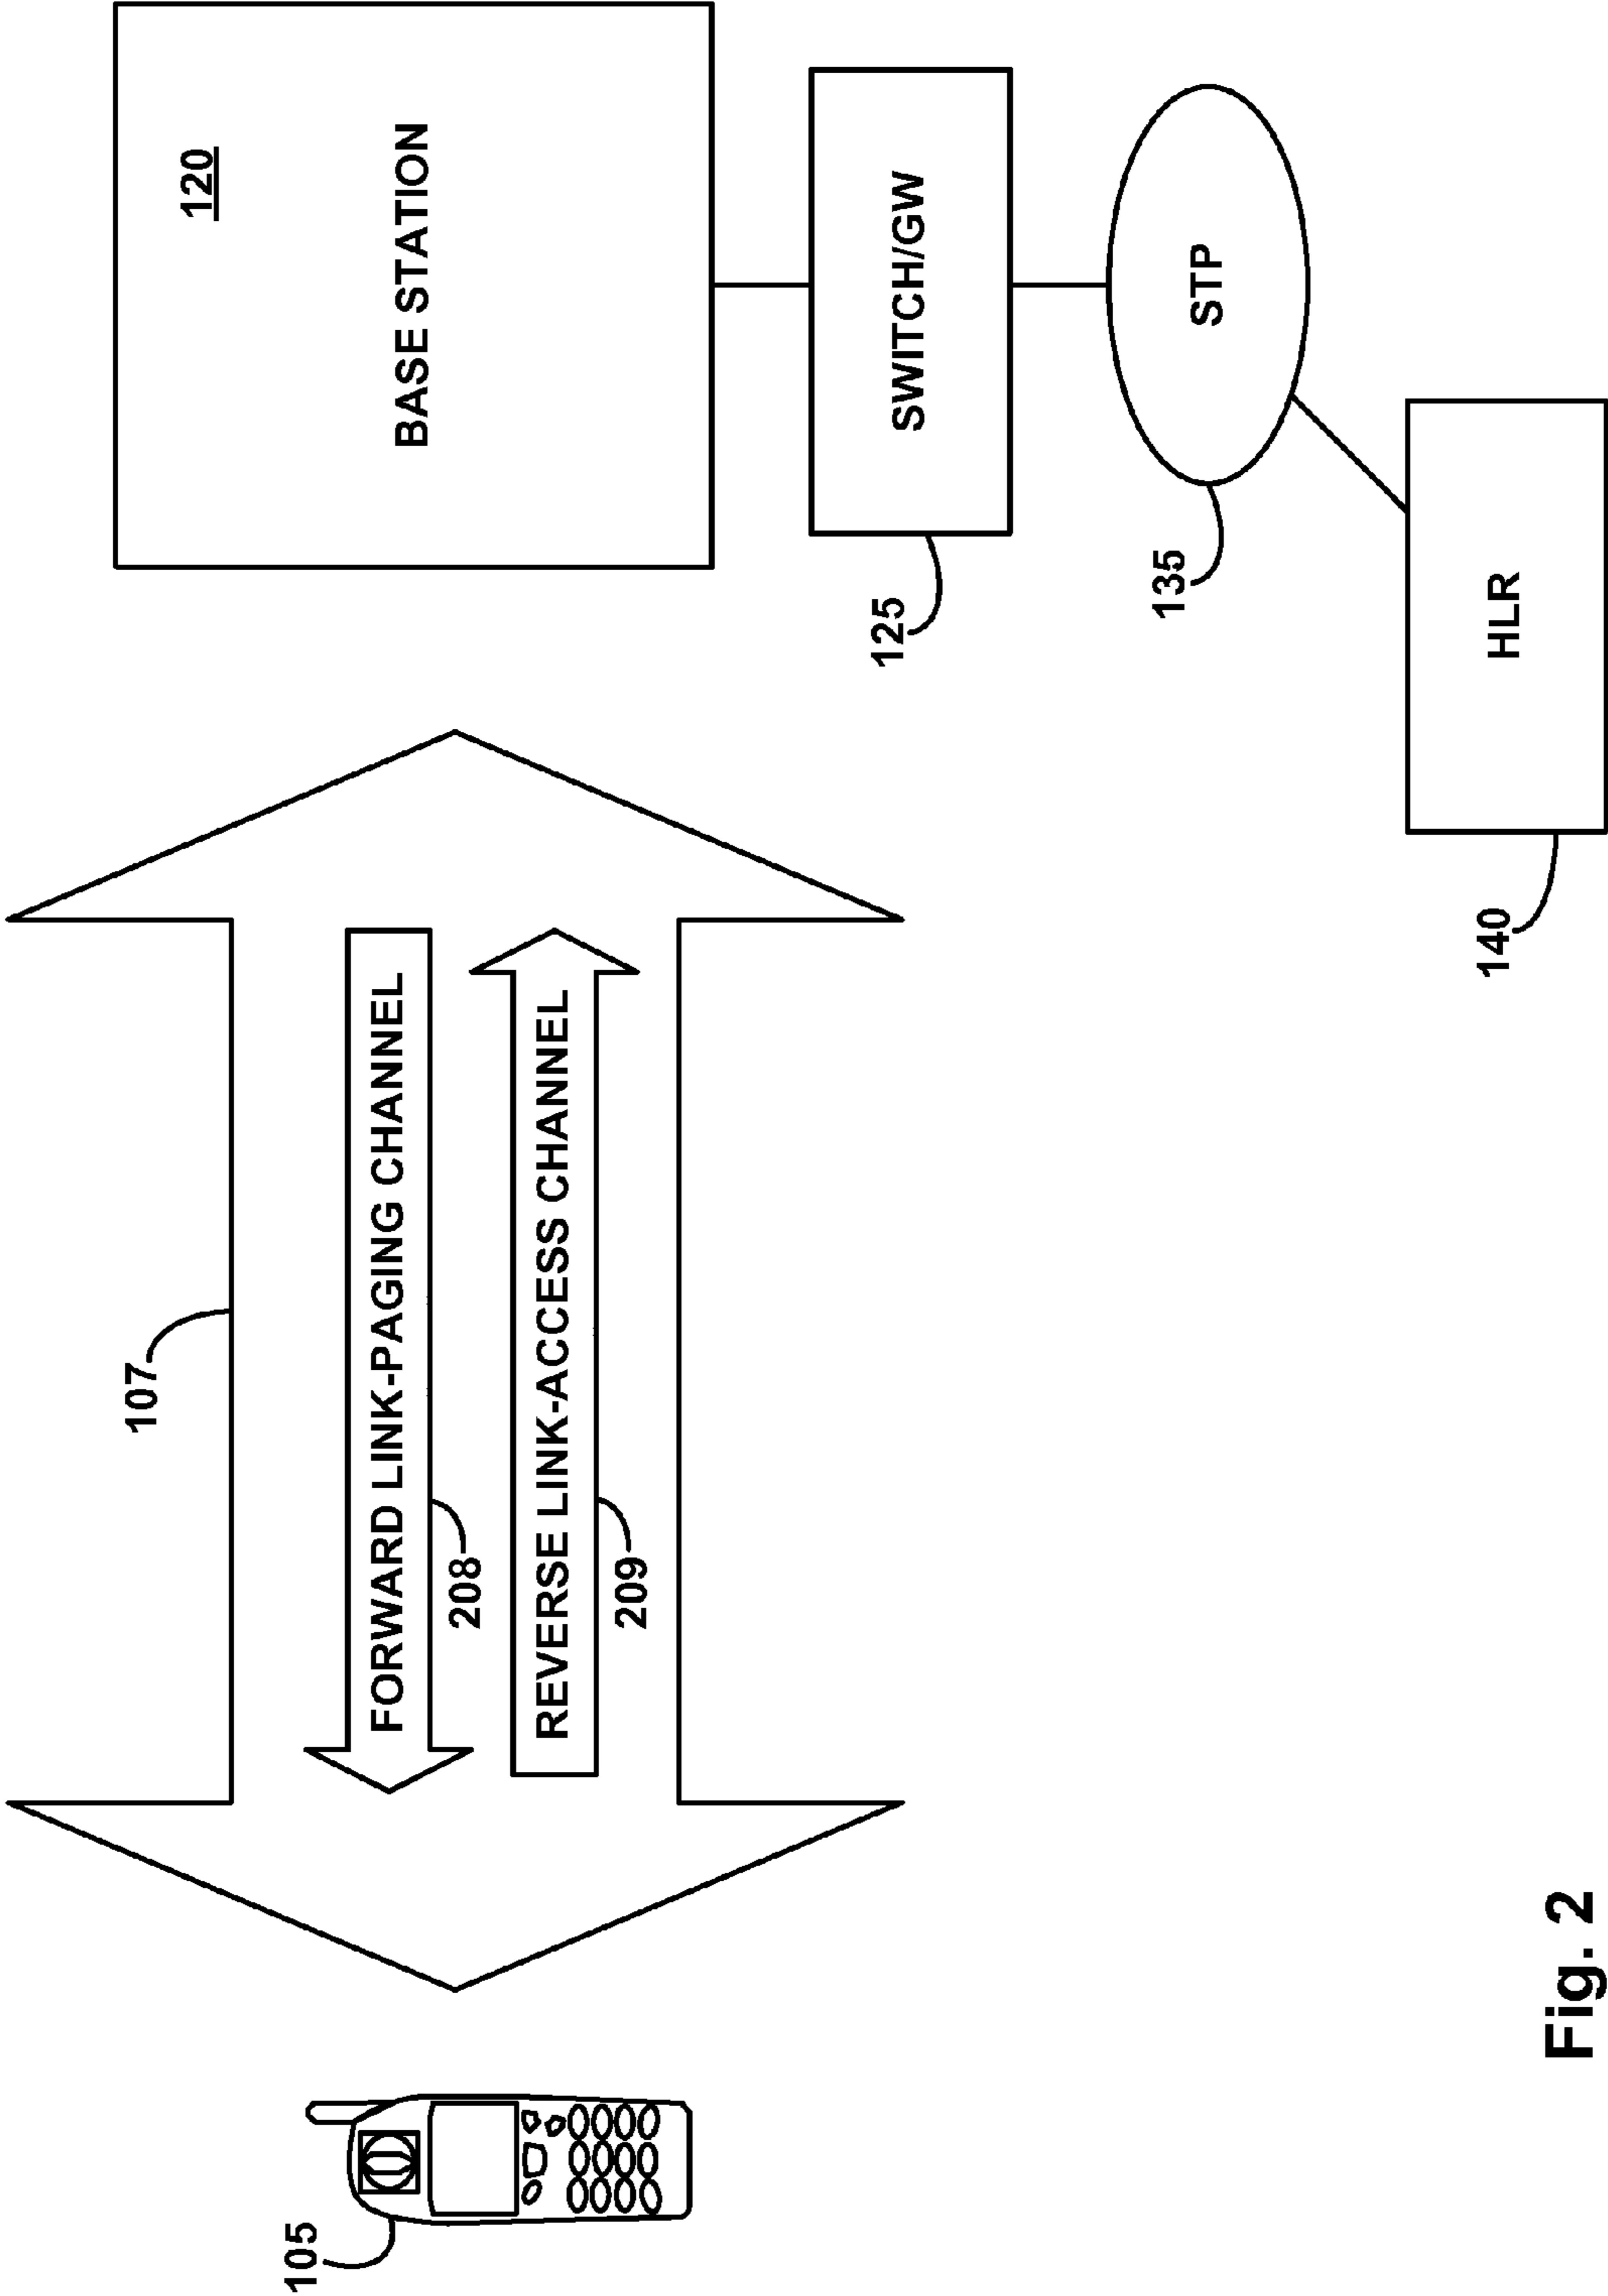 107
120
BASE STATION
FORWARD LINK-PAGING CHANNEL
105
208
REVERSE LINK-ACCESS CHANNEL
209
125
SWITCH/GW
135
STP
140
HLR
Fig. 2